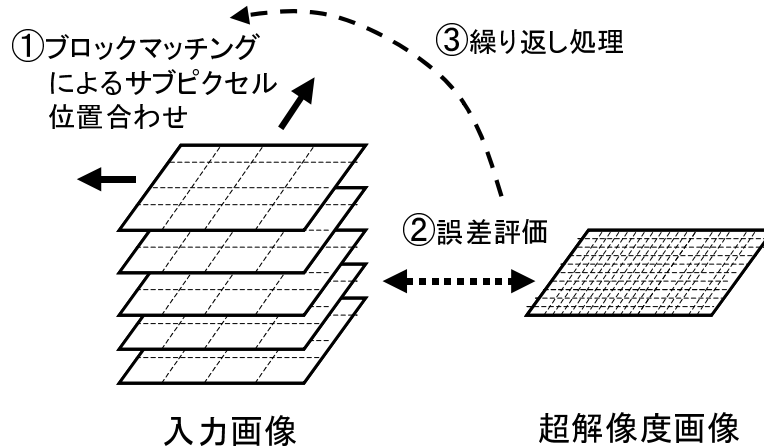 ①ブロックマッチング
によるサブピクセル
位置合わせ
③繰り返し処理
②誤差評価
入力画像
超解像度画像